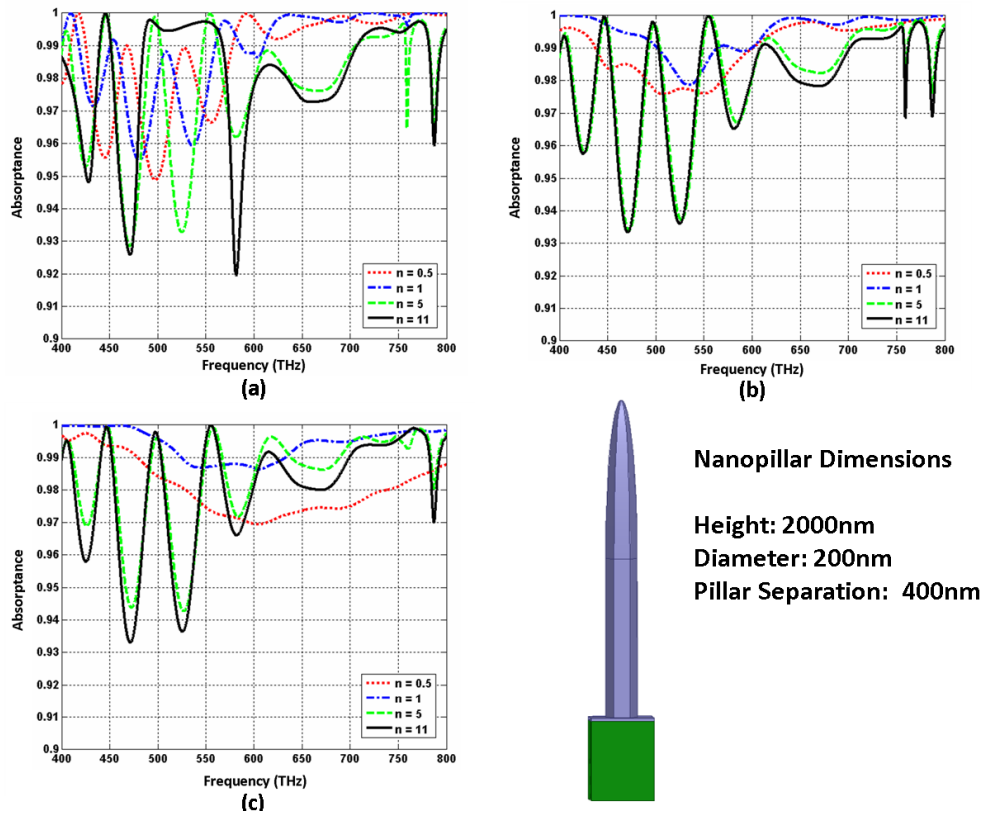 1
0.99
0.98
0.97
0.96
0.95
0.94
0.93
0.92
0.91
0.9
Absorptance
n = 0.5
n = 1
n = 5
n = 11
400 450 500 550 600 650 700 750 800
Frequency (THz)
(a)
1
0.99
0.98
0.97
0.96
0.95
0.94
0.93
0.92
0.91
0.9
Absorptance
n = 0.5
n = 1
n = 5
n = 11
400 450 500 550 600 650 700 750 800
Frequency (THz)
(b)
1
0.99
0.98
0.97
0.96
0.95
0.94
0.93
0.92
0.91
0.9
Absorptance
n = 0.5
n = 1
n = 5
n = 11
400 450 500 550 600 650 700 750 800
Frequency (THz)
(c)
Nanopillar Dimensions
Height: 2000nm
Diameter: 200nm
Pillar Separation: 400nm